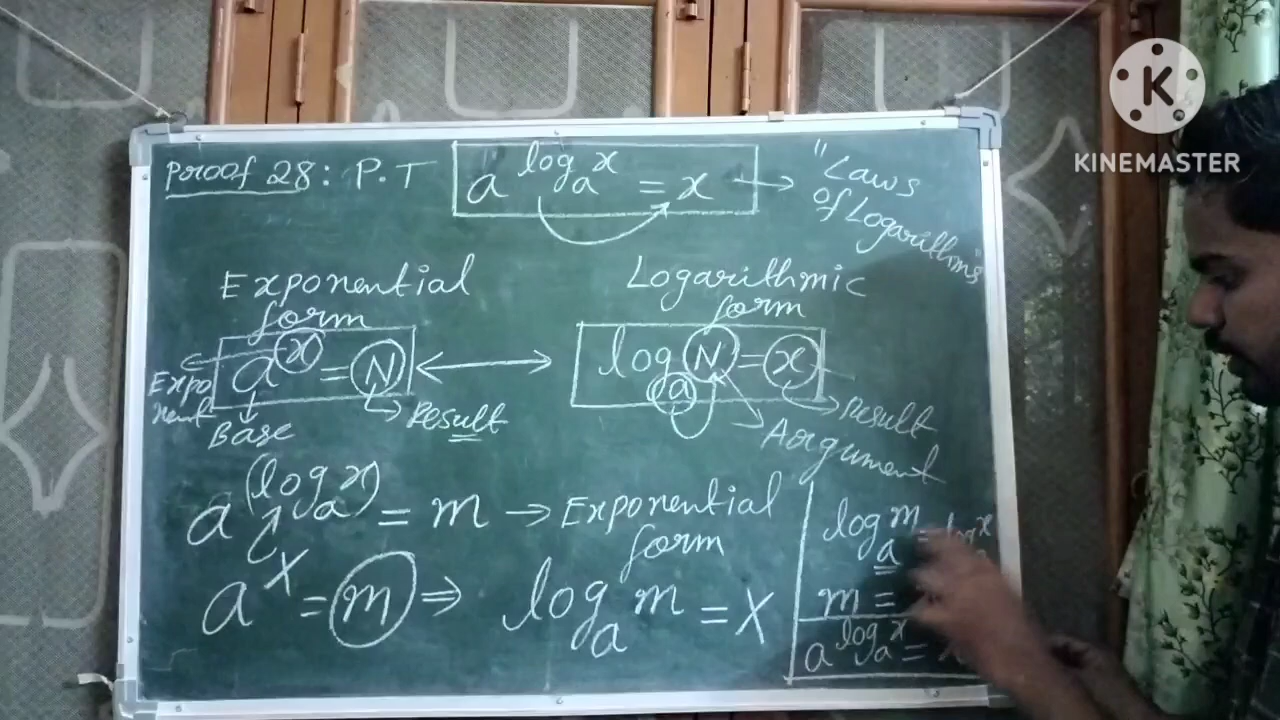 Proof 28: P.T a^(log_a x) = x → "Laws of Logarithms"
Exponential form
Logarithmic form
a^x = N ↔ log_a N = x
Exponent
Base
Result
Argument
Result
a^(log_a x) = m → Exponential form
a^X = m ⇒ log_a m = X
log_a m = log x
m =
a^(log_a x) =
K
KINEMASTER